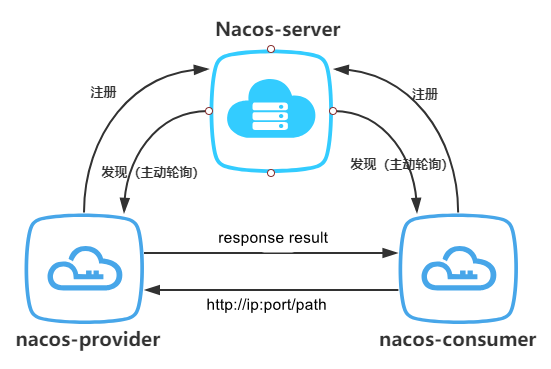 Nacos-server
注册
注册
发现（主动轮询）
发现（主动轮询）
response result
http://ip:port/path
nacos-provider
nacos-consumer